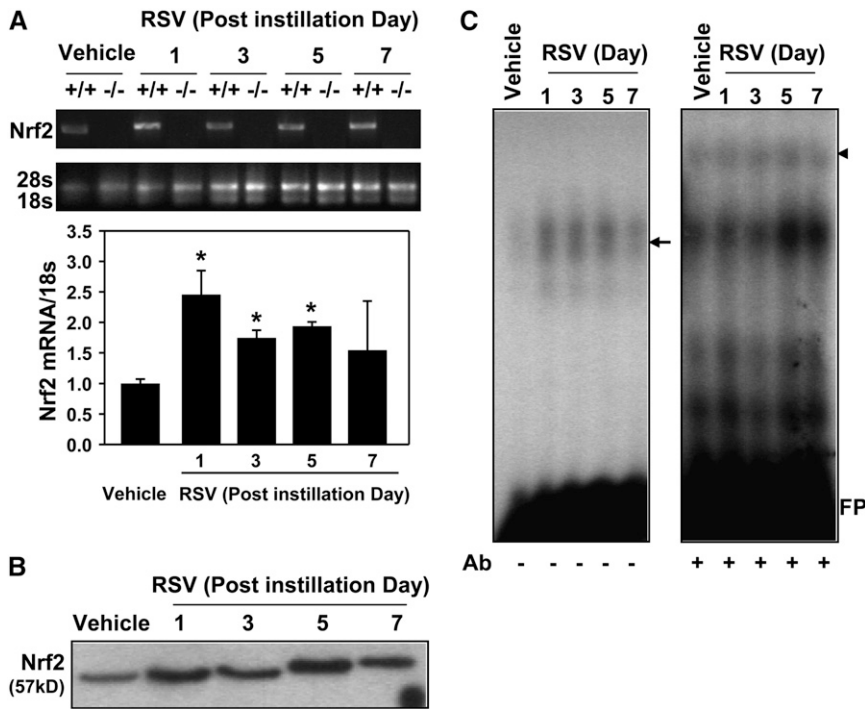 A
RSV (Post instillation Day)
Vehicle 1 3 5 7
+/+ -/- +/+ -/- +/+ -/- +/+ -/- +/+ -/-
Nrf2
28s
18s
Nrf2 mRNA/18s
3.5
3.0
2.5
2.0
1.5
1.0
0.5
0.0
* * *
1 3 5 7
Vehicle RSV (Post instillation Day)
B
RSV (Post instillation Day)
Vehicle 1 3 5 7
Nrf2
(57kD)
C
Vehicle RSV (Day) Vehicle RSV (Day)
1 3 5 7 1 3 5 7
FP
Ab - - - - - + + + + +